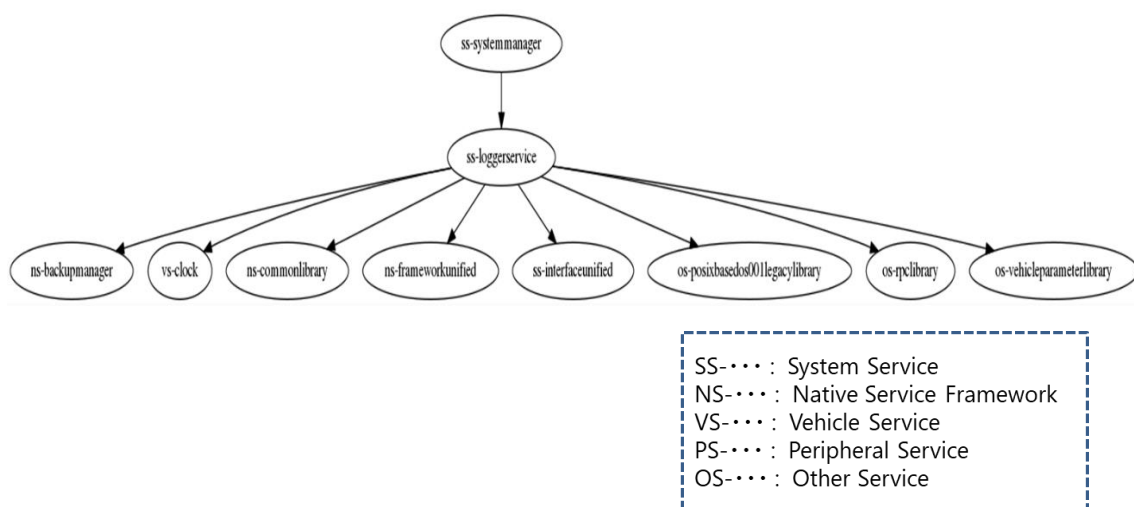 ss-systemmanager
ss-loggerservice
ns-backupmanager vs-clock ns-commonlibrary ns-frameworkunified ss-interfaceunified os-posixbasedos001legacylibrary os-rpclibrary os-vehicleparameterlibrary
SS-··· : System Service
NS-··· : Native Service Framework
VS-··· : Vehicle Service
PS-··· : Peripheral Service
OS-··· : Other Service